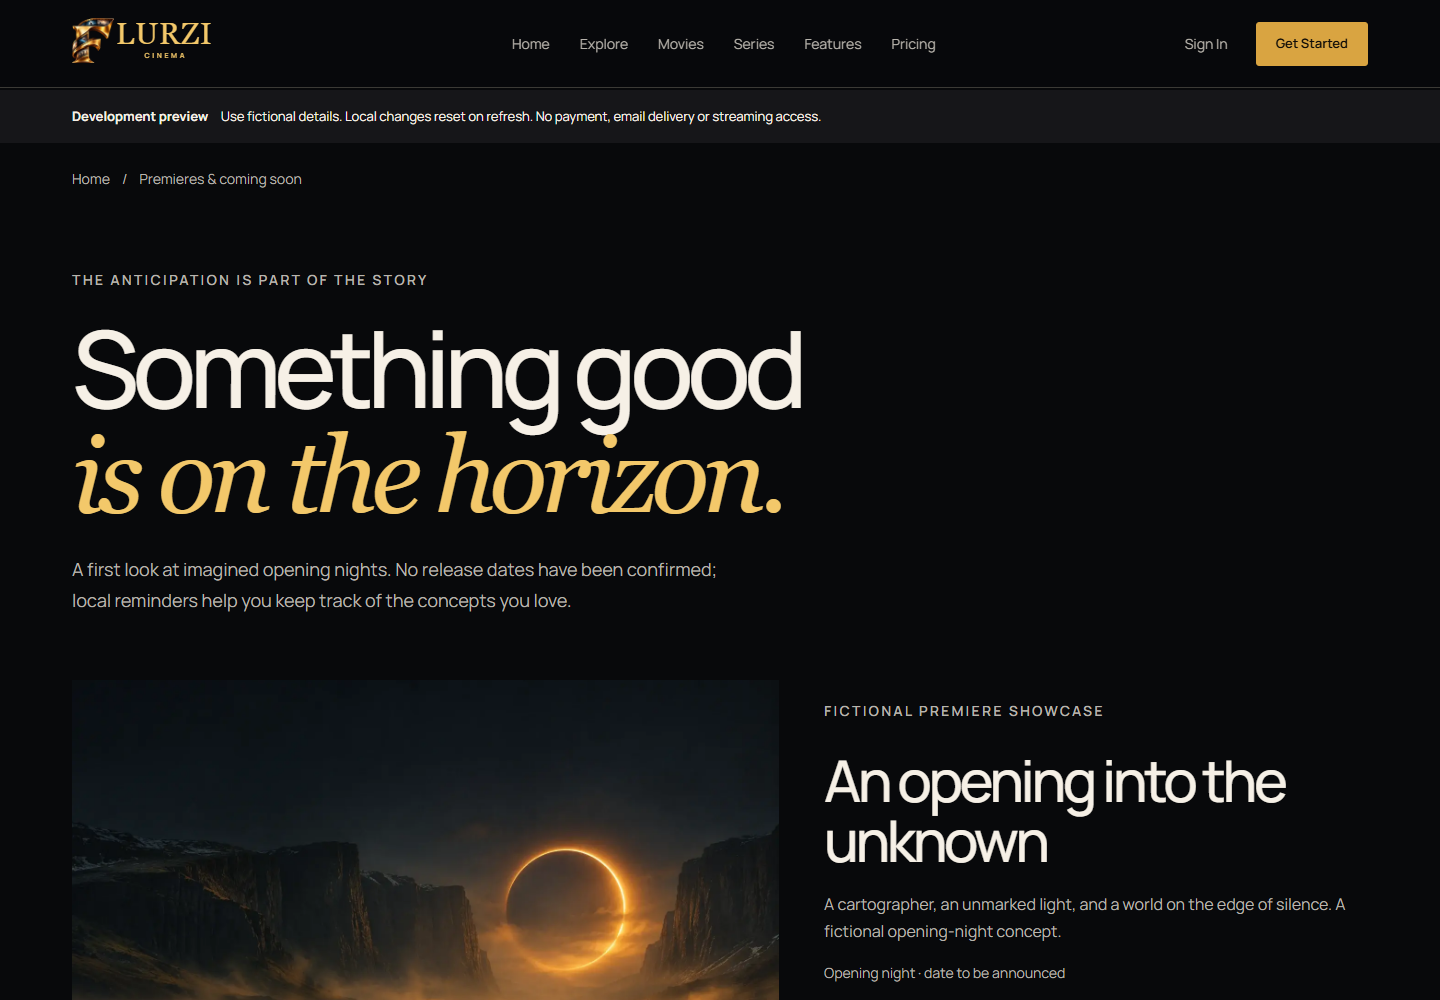 FLURZI
CINEMA
Home
Explore
Movies
Series
Features
Pricing
Sign In
Get Started
Development preview Use fictional details. Local changes reset on refresh. No payment, email delivery or streaming access.
Home / Premieres & coming soon
THE ANTICIPATION IS PART OF THE STORY
Something good
is on the horizon.
A first look at imagined opening nights. No release dates have been confirmed;
local reminders help you keep track of the concepts you love.
FICTIONAL PREMIERE SHOWCASE
An opening into the
unknown
A cartographer, an unmarked light, and a world on the edge of silence. A
fictional opening-night concept.
Opening night · date to be announced